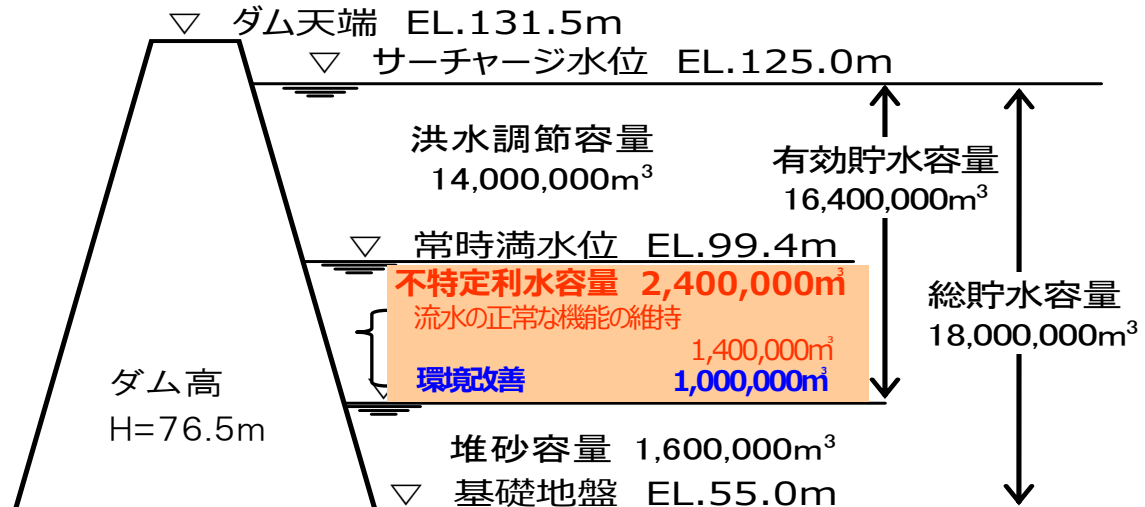 ▽ ダム天端 EL.131.5m
▽ サーチャージ水位 EL.125.0m
洪水調節容量
14,000,000m³
有効貯水容量
16,400,000m³
▽ 常時満水位 EL.99.4m
不特定利水容量 2,400,000㎥
流水の正常な機能の維持
1,400,000㎥
環境改善 1,000,000㎥
総貯水容量
18,000,000m³
ダム高
H=76.5m
堆砂容量 1,600,000m³
▽ 基礎地盤 EL.55.0m